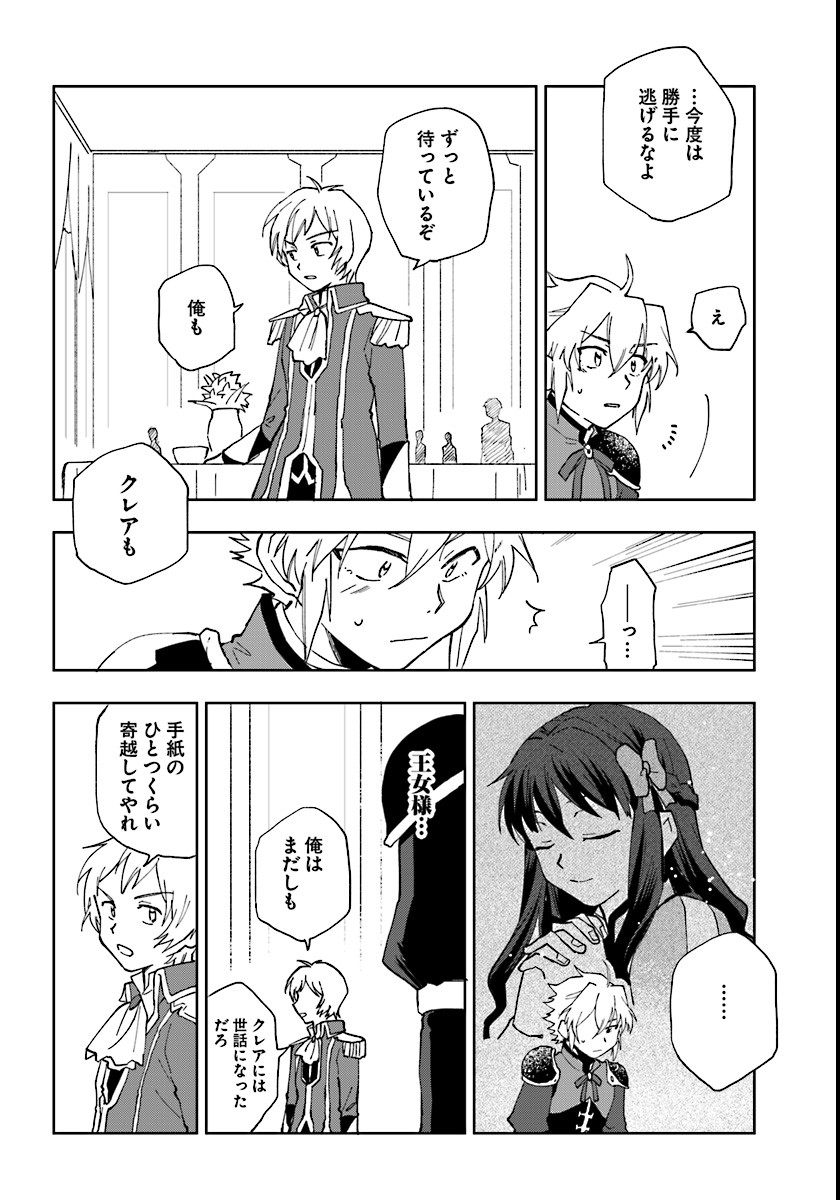 …今度は
勝手に
逃げるなよ
え
ずっと
待っているぞ
俺も
クレアも
──っ…
……
王女様…
俺は
まだしも
クレアには
世話になった
だろ
手紙の
ひとつくらい
寄越してやれ